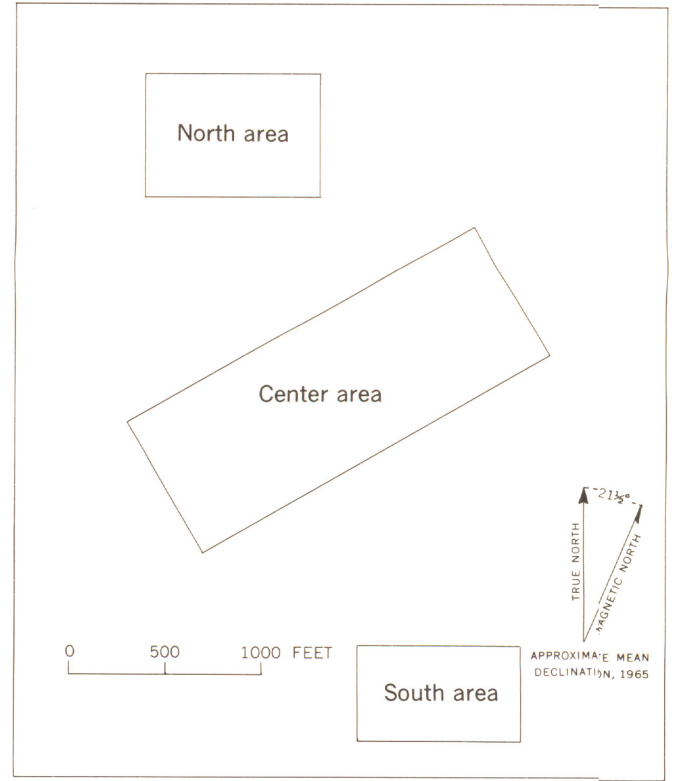 North area
Center area
21½°
TRUE NORTH
MAGNETIC NORTH
0 500 1000 FEET
APPROXIMATE MEAN
DECLINATION, 1965
South area